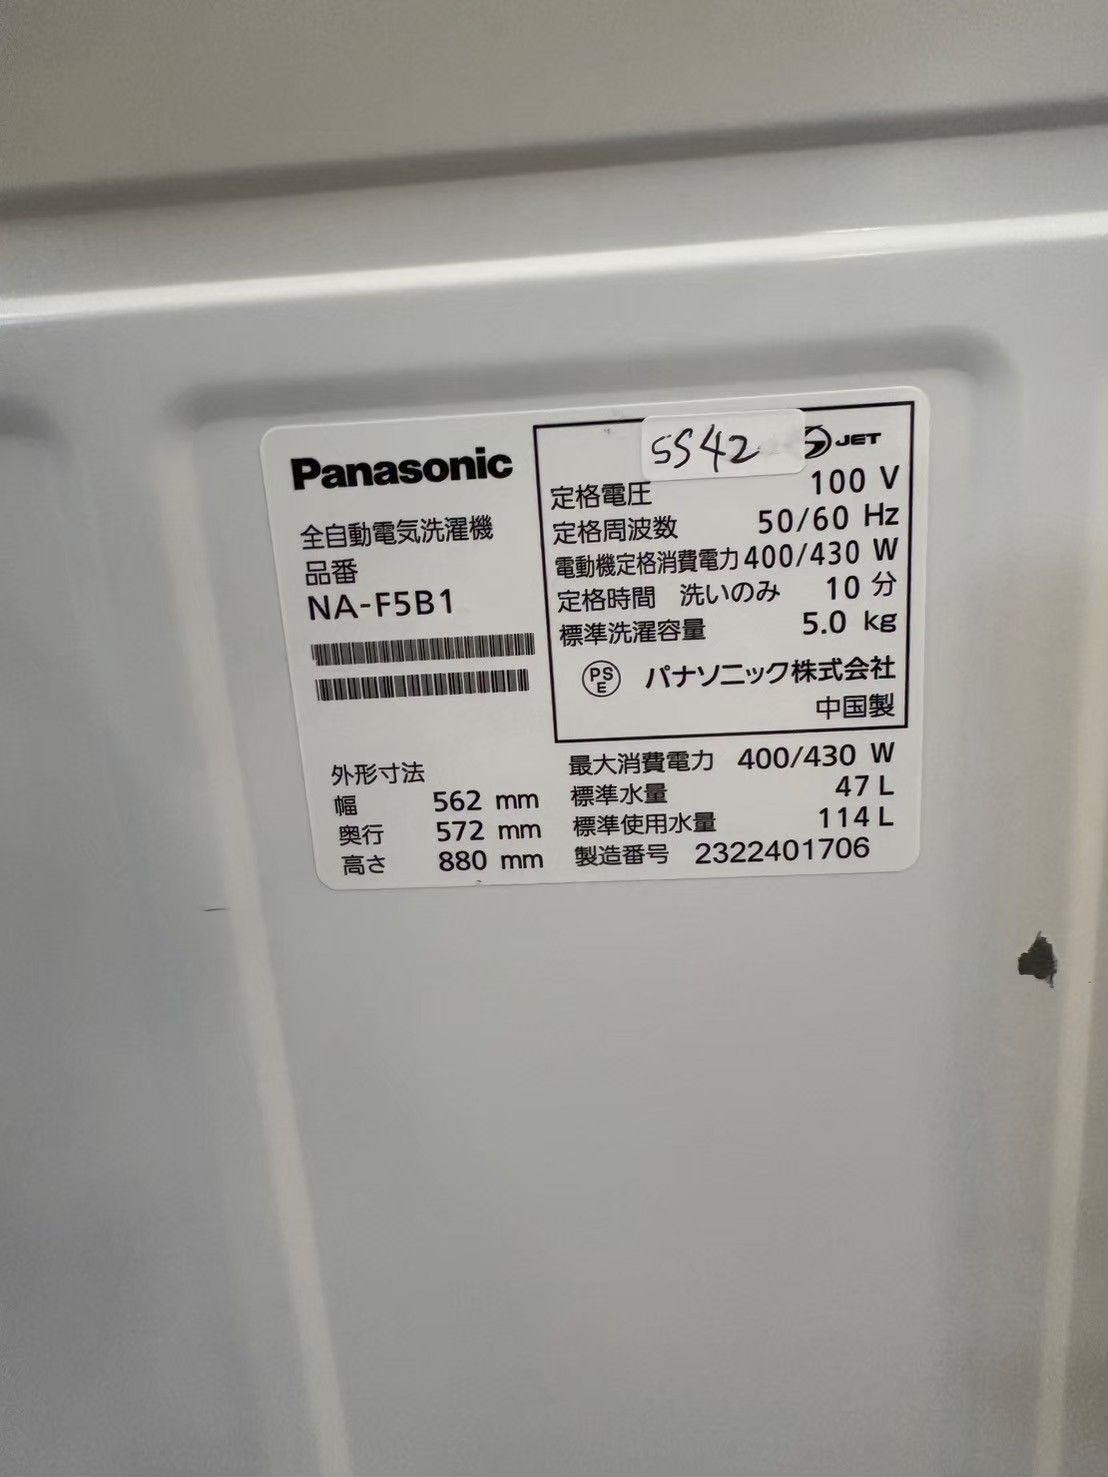 Panasonic
全自動電気洗濯機
品番
NA-F5B1
外形寸法
幅 562 mm
奥行 572 mm
高さ 880 mm
5S42
JET
定格電圧 100 V
定格周波数 50/60 Hz
電動機定格消費電力 400/430 W
定格時間 洗いのみ 10 分
標準洗濯容量 5.0 kg
PS
E
パナソニック株式会社
中国製
最大消費電力 400/430 W
標準水量 47 L
標準使用水量 114 L
製造番号 2322401706